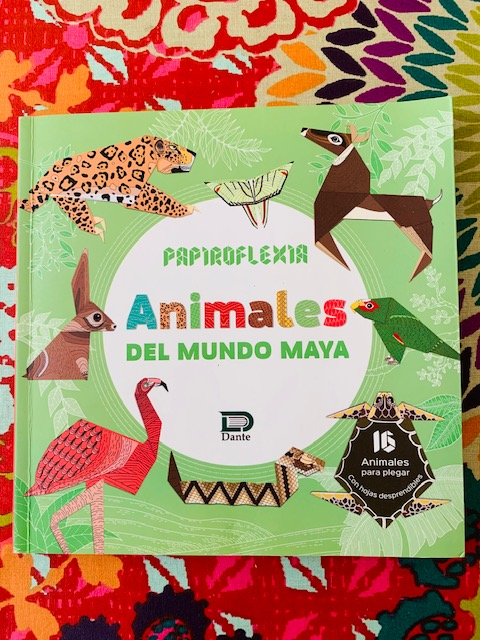 PAPIROFLEXIA
Animales
DEL MUNDO MAYA
D
Dante
16
Animales
para plegar
con hojas desprendibles